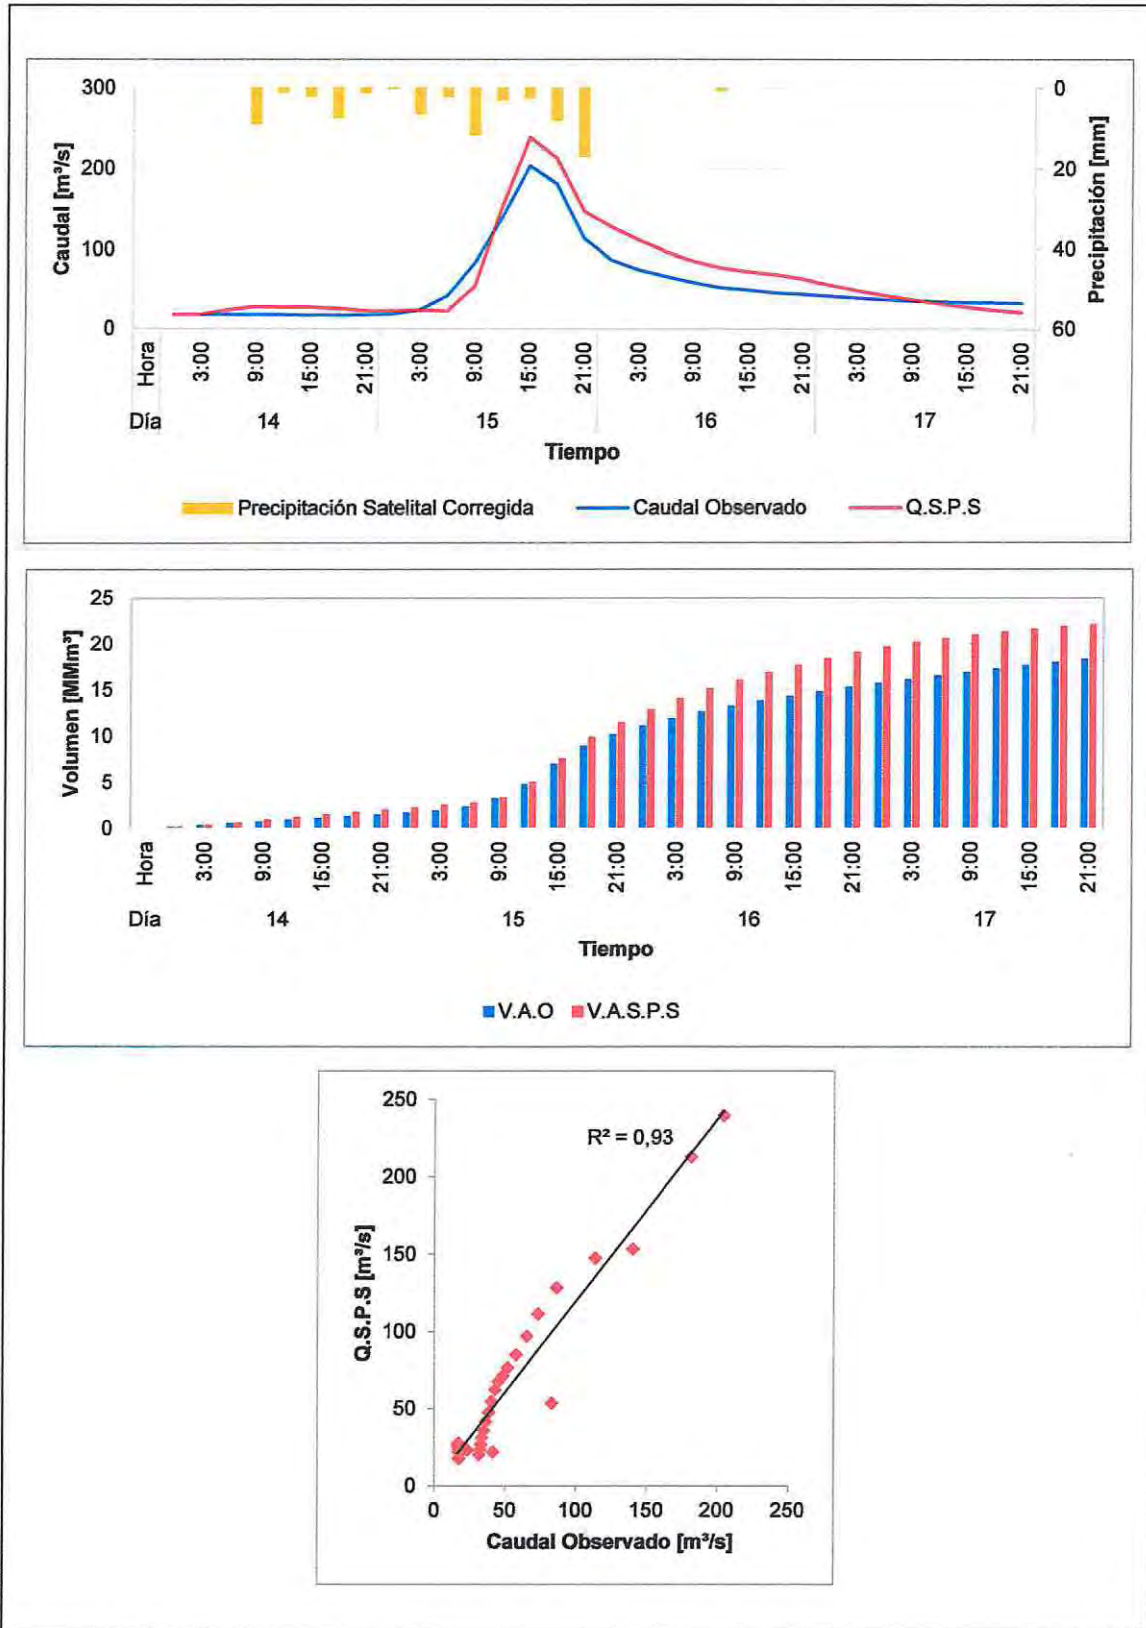 300
200
100
0
Caudal [m³/s]
0
20
40
60
Precipitación [mm]
Hora 3:00 9:00 15:00 21:00 3:00 9:00 15:00 21:00 3:00 9:00 15:00 21:00 3:00 9:00 15:00 21:00
Día 14 15 16 17
Tiempo
Precipitación Satelital Corregida Caudal Observado Q.S.P.S
25
20
15
10
5
0
Volumen [MMm³]
Hora 3:00 9:00 15:00 21:00 3:00 9:00 15:00 21:00 3:00 9:00 15:00 21:00 3:00 9:00 15:00 21:00
Día 14 15 16 17
Tiempo
V.A.O V.A.S.P.S
250
200
150
100
50
0
Q.S.P.S [m³/s]
R² = 0,93
0 50 100 150 200 250
Caudal Observado [m³/s]